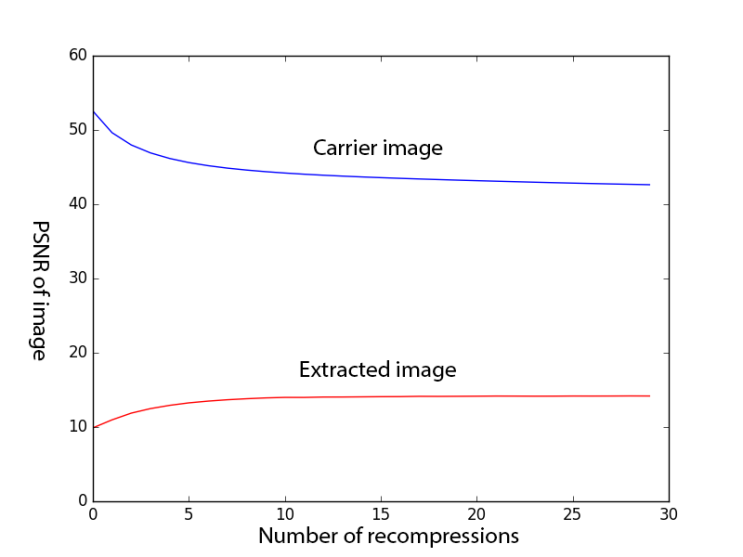 60
50
Carrier image
40
PSNR of image
30
20
Extracted image
10
0
0 5 10 15 20 25 30
Number of recompressions